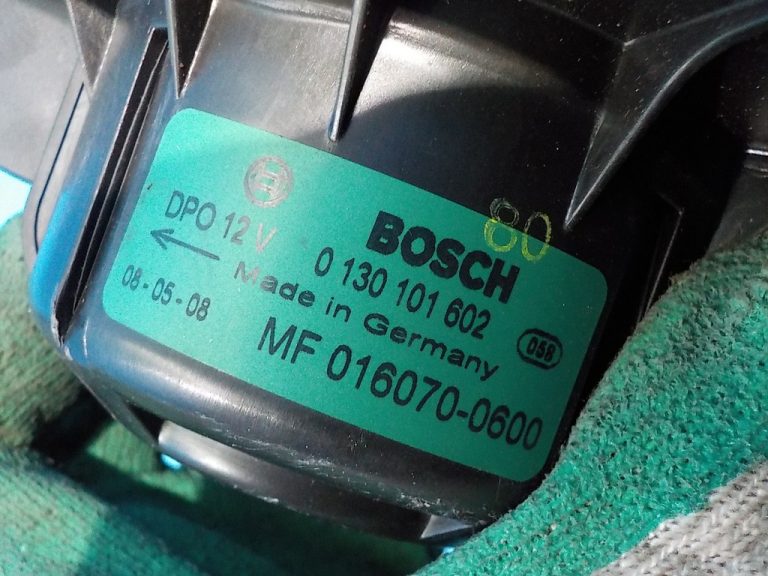 80
BOSCH
DPO 12 V
0 130 101 602
Made in Germany
058
08-05-08
MF 016070-0600